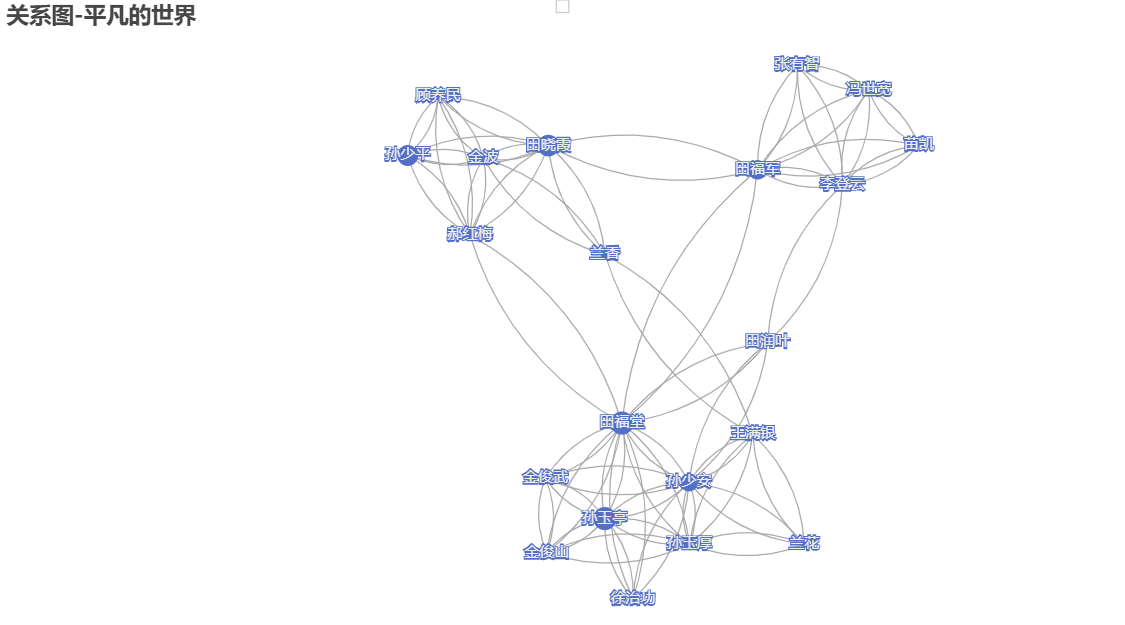 关系图-平凡的世界
张有智
冯世宽
顾养民
苗凯
孙少平
金波
田晓霞
田福军
李登云
郝红梅
兰香
田润叶
田福堂
王满银
金俊武
孙少安
孙玉亭
金俊山
孙玉厚
兰花
徐治功